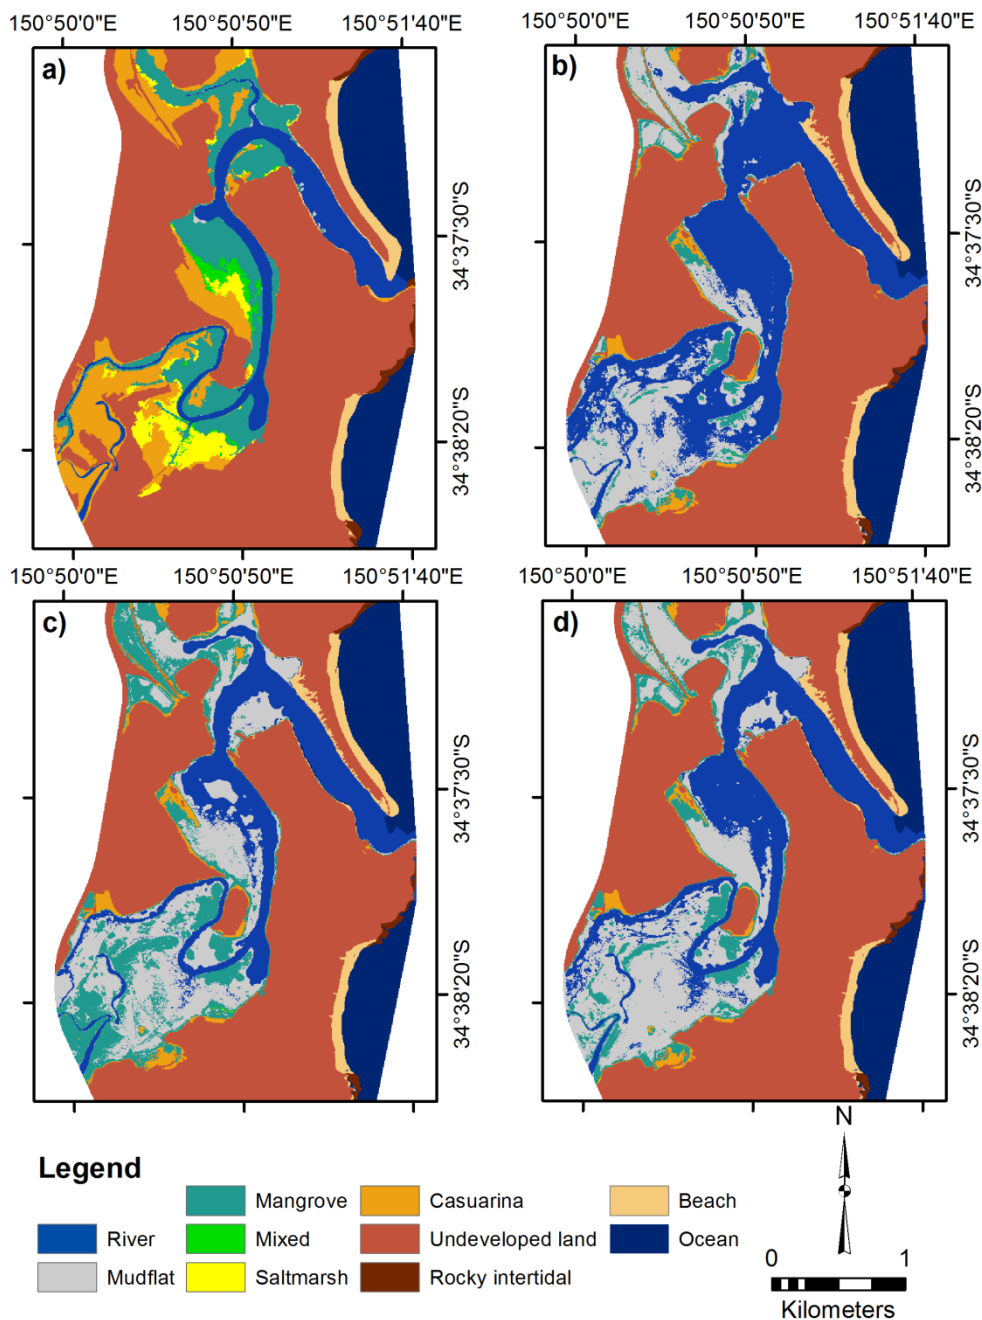 150°50'0"E 150°50'50"E 150°51'40"E
150°50'0"E 150°50'50"E 150°51'40"E
a)
b)
34°37'30"S
34°38'20"S
34°37'30"S
34°38'20"S
150°50'0"E 150°50'50"E 150°51'40"E
150°50'0"E 150°50'50"E 150°51'40"E
c)
d)
34°37'30"S
34°38'20"S
34°37'30"S
34°38'20"S
N
Legend
Mangrove Casuarina Beach
River Mixed Undeveloped land Ocean
Mudflat Saltmarsh Rocky intertidal
0 1
Kilometers